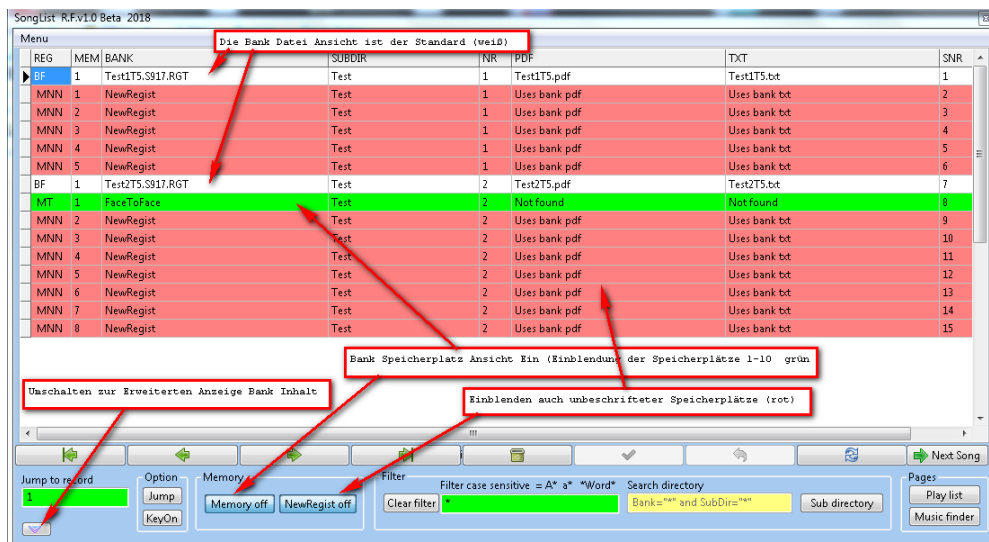 SongList R.F.v1.0 Beta 2018
Menu
Die Bank Datei Ansicht ist der Standard (weiß)
REG MEM BANK SUBDIR NR PDF TXT SNR
BF 1 Test1T5.S917.RGT Test 1 Test1T5.pdf Test1T5.txt 1
MNN 1 NewRegist Test 1 Uses bank pdf Uses bank txt 2
MNN 2 NewRegist Test 1 Uses bank pdf Uses bank txt 3
MNN 3 NewRegist Test 1 Uses bank pdf Uses bank txt 4
MNN 4 NewRegist Test 1 Uses bank pdf Uses bank txt 5
MNN 5 NewRegist Test 1 Uses bank pdf Uses bank txt 6
BF 1 Test2T5.S917.RGT Test 2 Test2T5.pdf Test2T5.txt 7
MT 1 FaceToFace Test 2 Not found Not found 8
MNN 2 NewRegist Test 2 Uses bank pdf Uses bank txt 9
MNN 3 NewRegist Test 2 Uses bank pdf Uses bank txt 10
MNN 4 NewRegist Test 2 Uses bank pdf Uses bank txt 11
MNN 5 NewRegist Test 2 Uses bank pdf Uses bank txt 12
MNN 6 NewRegist Test 2 Uses bank pdf Uses bank txt 13
MNN 7 NewRegist Test 2 Uses bank pdf Uses bank txt 14
MNN 8 NewRegist Test 2 Uses bank pdf Uses bank txt 15
Bank Speicherplatz Ansicht Ein (Einblendung der Speicherplätze 1-10 grün
Umschalten zur Erweiterten Anzeige Bank Inhalt
Einblenden auch unbeschrifteter Speicherplätze (rot)
Next Song
Jump to record
1
Option
Jump
KeyOn
Memory
Memory off
NewRegist off
Filter
Filter case sensitive = A* a* *Word*
Clear filter
*
Search directory
Bank="*" and SubDir="*"
Sub directory
Pages
Play list
Music finder